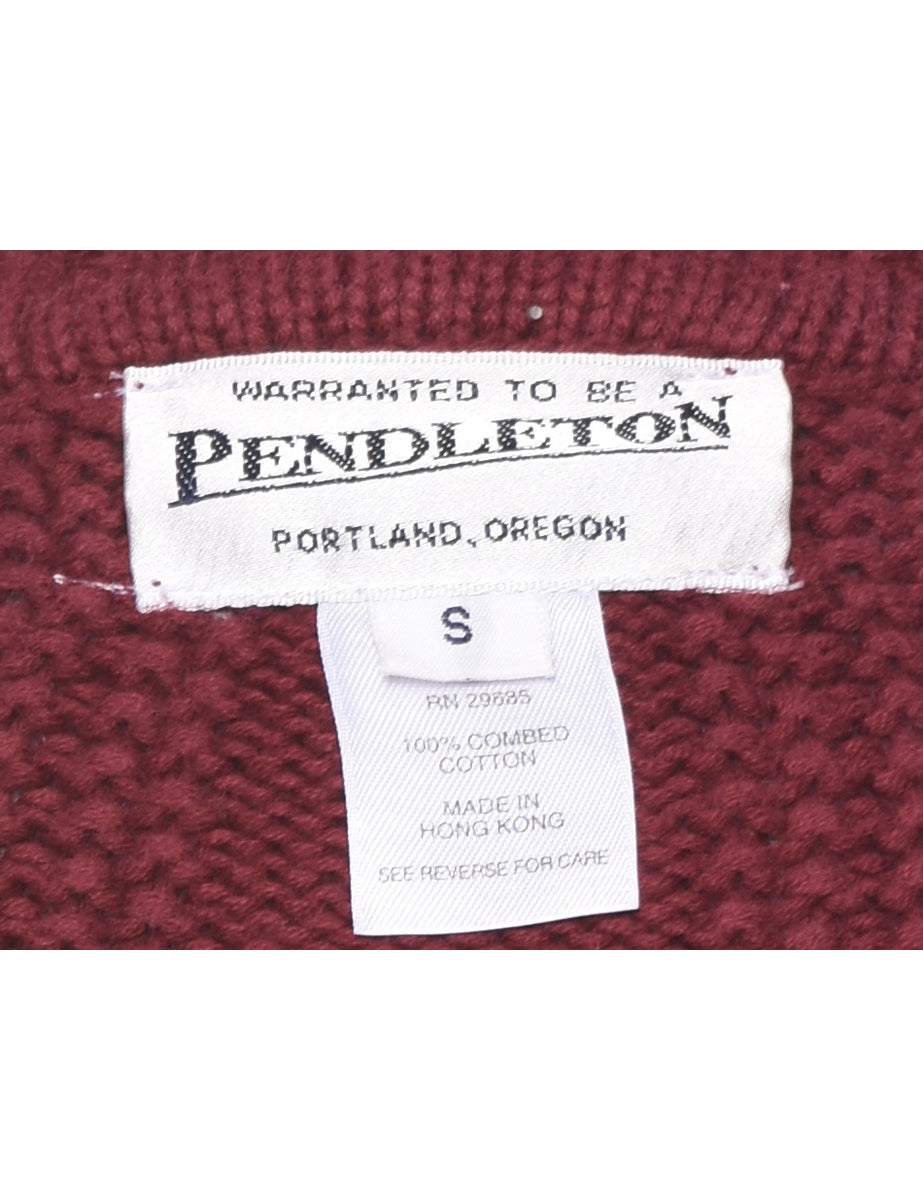 WARRANTED TO BE A
PENDLETON
PORTLAND, OREGON
S
RN 29685
100% COMBED
COTTON
MADE IN
HONG KONG
SEE REVERSE FOR CARE